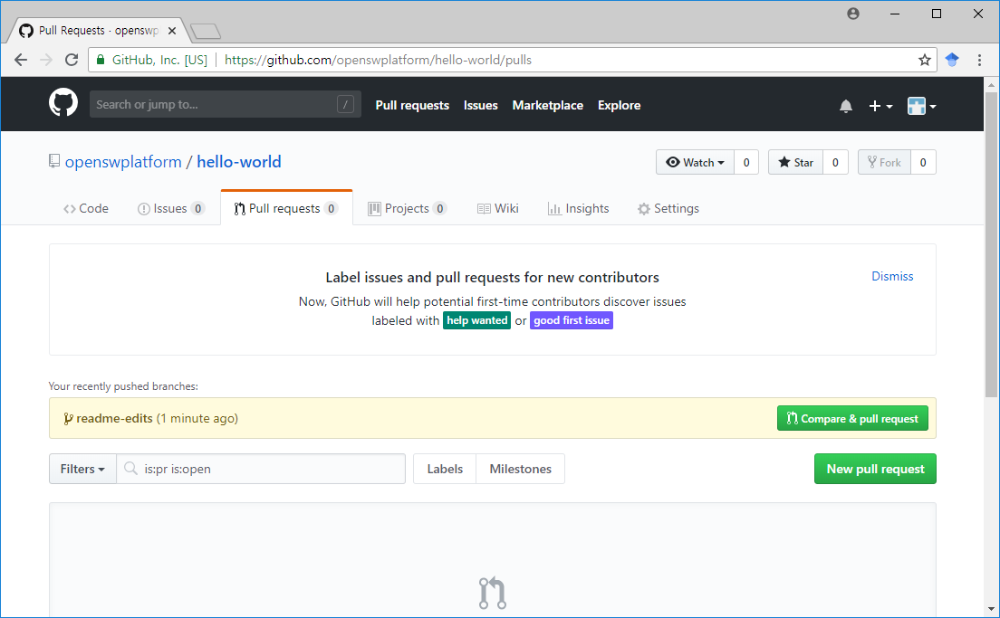 Pull Requests · openswp
GitHub, Inc. [US] | https://github.com/openswplatform/hello-world/pulls
Search or jump to... / Pull requests Issues Marketplace Explore
openswplatform / hello-world Watch 0 Star 0 Fork 0
Code Issues 0 Pull requests 0 Projects 0 Wiki Insights Settings
Label issues and pull requests for new contributors Dismiss
Now, GitHub will help potential first-time contributors discover issues
labeled with help wanted or good first issue
Your recently pushed branches:
readme-edits (1 minute ago) Compare & pull request
Filters is:pr is:open Labels Milestones New pull request